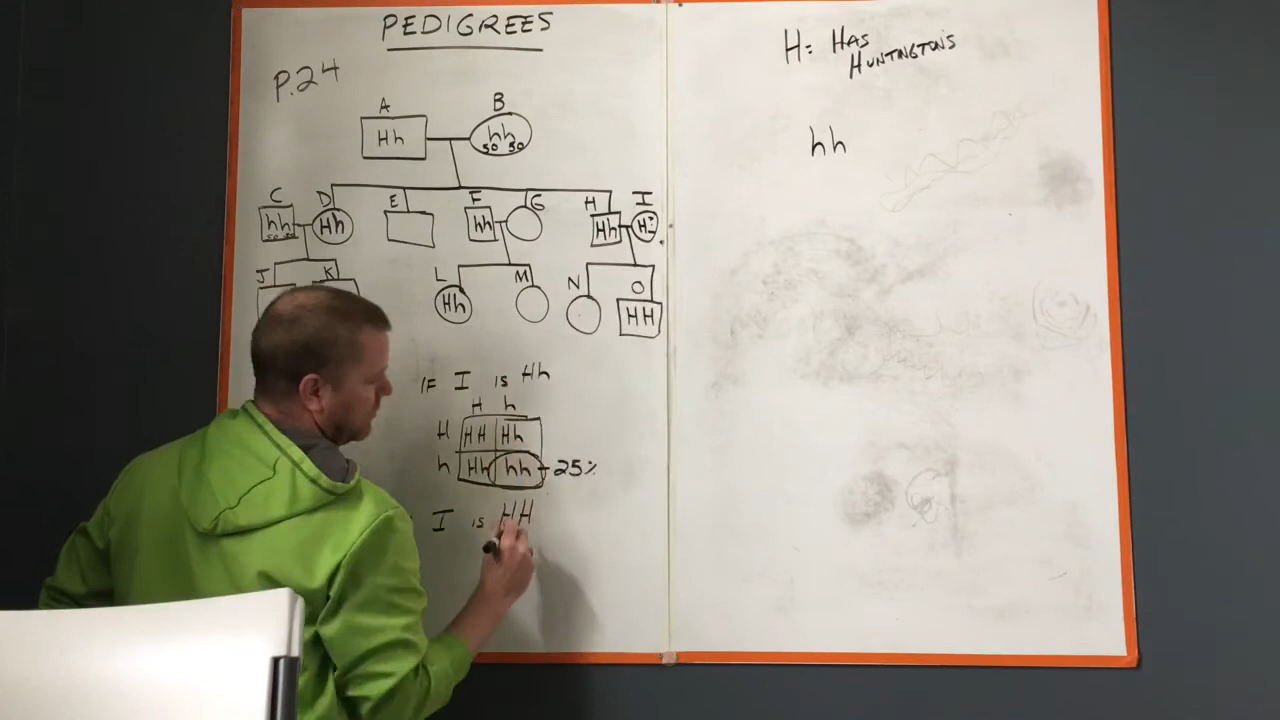 PEDIGREES
P.24
A
B
Hh
hh
50 50
C
D
E
F
G
H
I
hh
Hh
hh
Hh
J
K
L
M
N
O
Hh
HH
IF I IS Hh
H h
H HH Hh
h Hh hh 25%
I IS HH
H = HAS
HUNTINGTON'S
hh